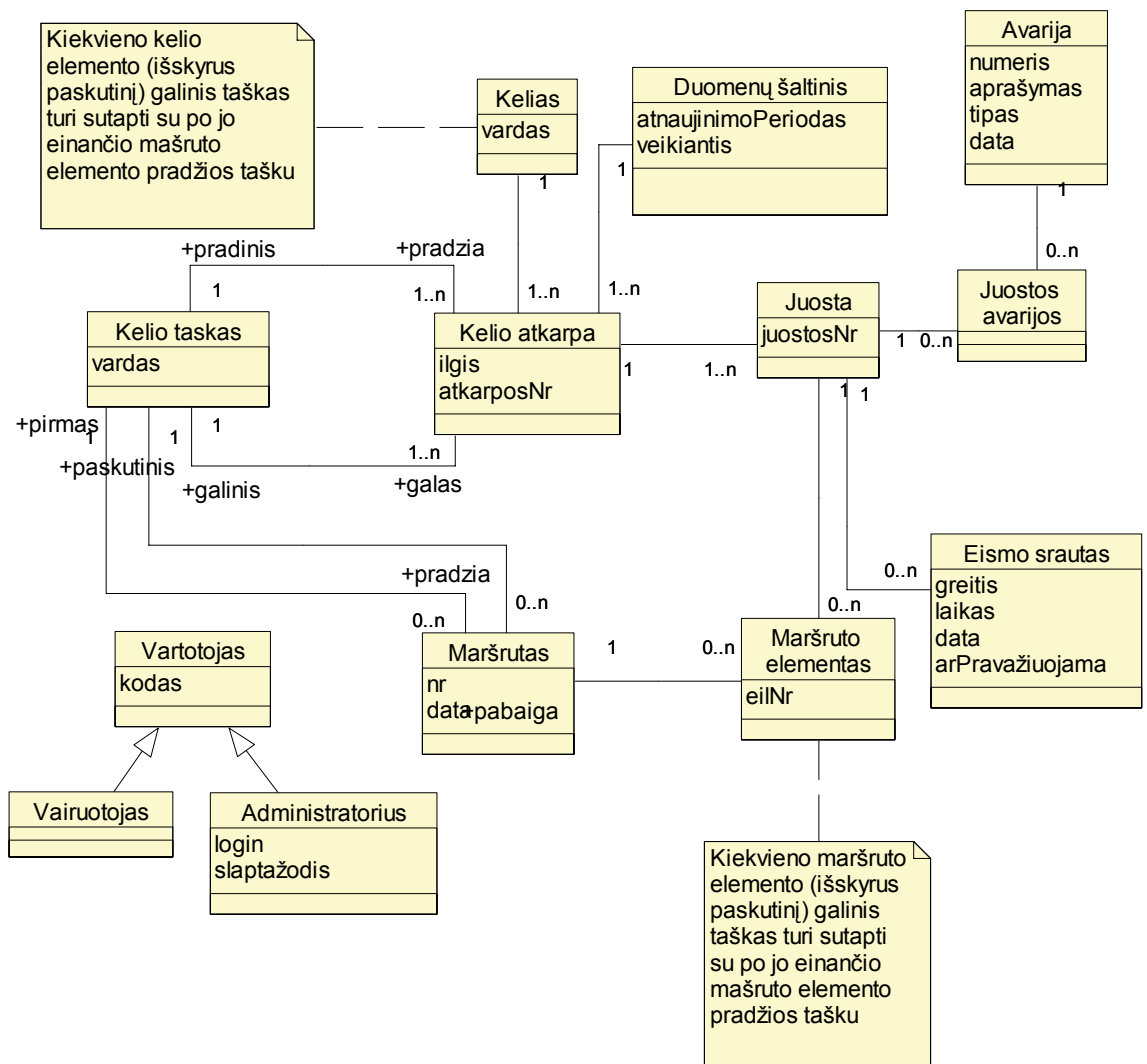 Kiekvieno kelio
elemento (išskyrus
paskutinį) galinis taškas
turi sutapti su po jo
einančio mašruto
elemento pradžios tašku
Kelias
vardas
1
Duomenų šaltinis
atnaujinimoPeriodas
veikiantis
1
Avarija
numeris
aprašymas
tipas
data
1
0..n
+pradinis
+pradzia
1
1..n
1..n
1..n
Kelio taskas
vardas
Kelio atkarpa
ilgis
atkarposNr
1
1..n
Juosta
juostosNr
1
0..n
Juostos
avarijos
+pirmas
1
+paskutinis
1
1
+galinis
1..n
+galas
1
1
+pradzia
0..n
0..n
0..n
Eismo srautas
greitis
laikas
data
arPravažiuojama
Vartotojas
kodas
Maršrutas
nr
data
+pabaiga
1
0..n
0..n
Maršruto
elementas
eilNr
Vairuotojas
Administratorius
login
slaptažodis
Kiekvieno maršruto
elemento (išskyrus
paskutinį) galinis
taškas turi sutapti
su po jo einančio
mašruto elemento
pradžios tašku